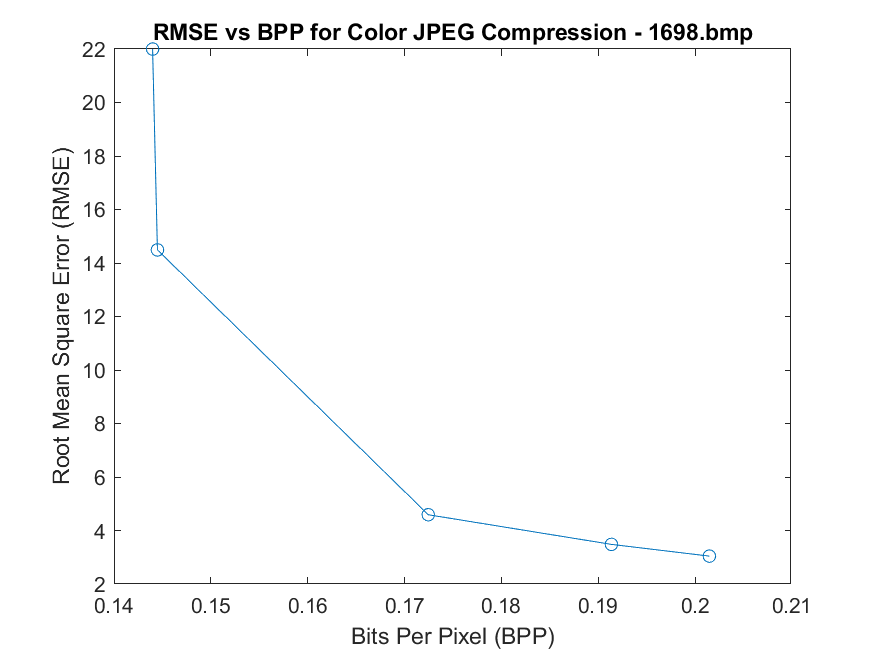 RMSE vs BPP for Color JPEG Compression - 1698.bmp
22
20
18
16
14
12
10
8
6
4
2
Root Mean Square Error (RMSE)
0.14 0.15 0.16 0.17 0.18 0.19 0.2 0.21
Bits Per Pixel (BPP)